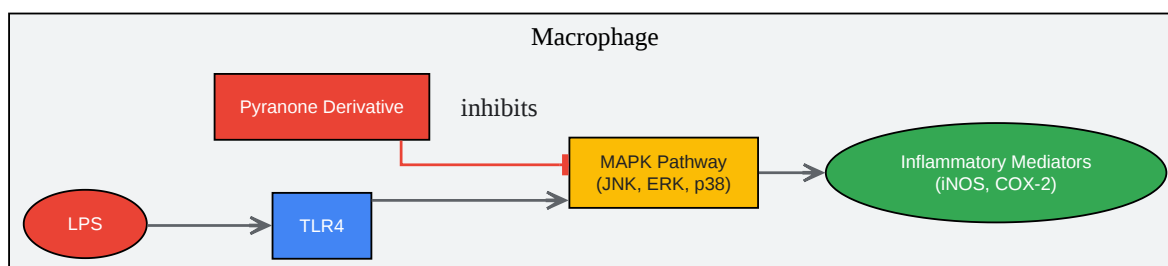 Macrophage
Pyranone Derivative
inhibits
MAPK Pathway
(JNK, ERK, p38)
Inflammatory Mediators
(iNOS, COX-2)
LPS
TLR4